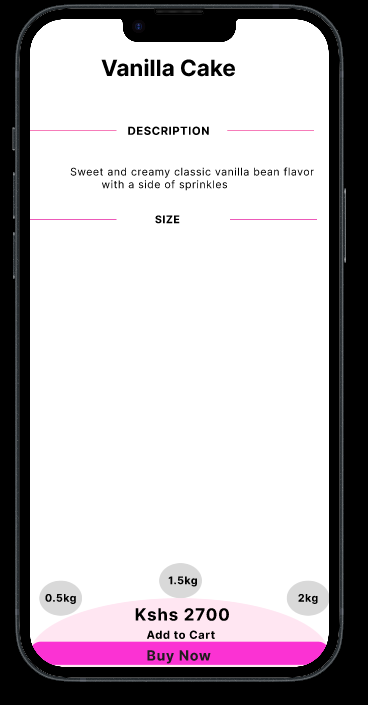 Vanilla Cake
DESCRIPTION
Sweet and creamy classic vanilla bean flavor
with a side of sprinkles
SIZE
1.5kg
0.5kg
2kg
Kshs 2700
Add to Cart
Buy Now